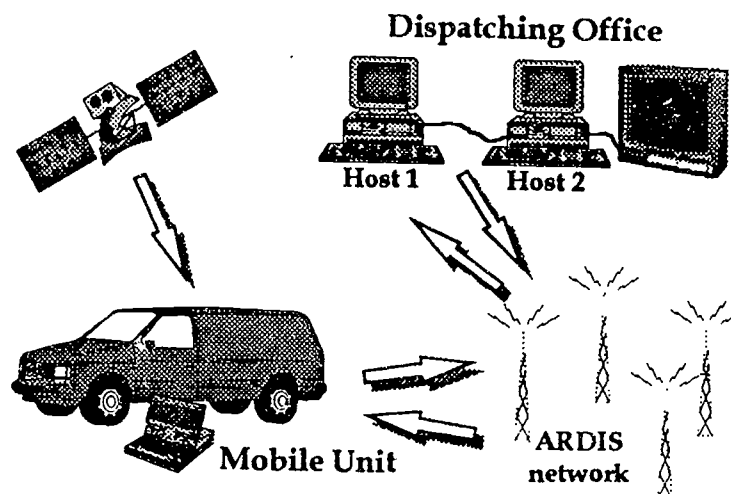 Dispatching Office
Host 1
Host 2
Mobile Unit
ARDIS
network